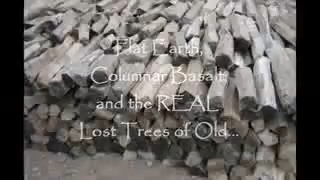 Flat Earth,
Columnar Basalt,
and the REAL
Lost Trees of Old...